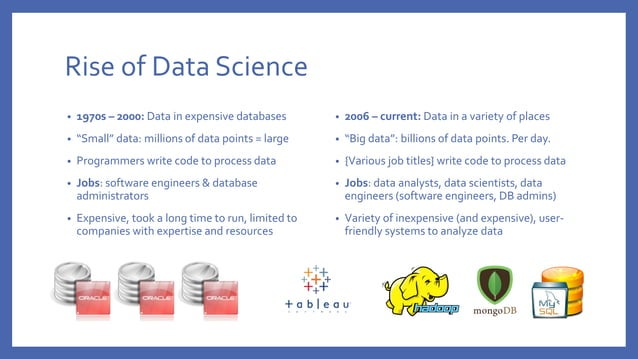 Rise of Data Science
▪ 1970s – 2000: Data in expensive databases
▪ “Small” data: millions of data points = large
▪ Programmers write code to process data
▪ Jobs: software engineers & database
administrators
▪ Expensive, took a long time to run, limited to
companies with expertise and resources
▪ 2006 – current: Data in a variety of places
▪ “Big data”: billions of data points. Per day.
▪ [Various job titles] write code to process data
▪ Jobs: data analysts, data scientists, data
engineers (software engineers, DB admins)
▪ Variety of inexpensive (and expensive), user-
friendly systems to analyze data
ORACLE
ORACLE
ORACLE
tableau
SOFTWARE
hadoop
mongoDB
My
SQL